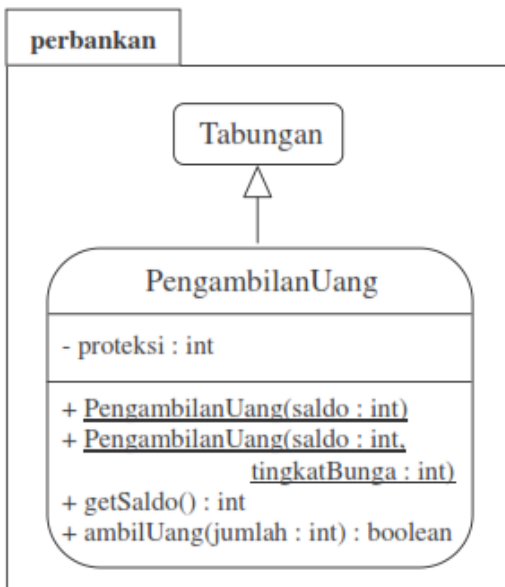 perbankan
Tabungan
PengambilanUang
- proteksi : int
+ PengambilanUang(saldo : int)
+ PengambilanUang(saldo : int,
tingkatBunga : int)
+ getSaldo() : int
+ ambilUang(jumlah : int) : boolean